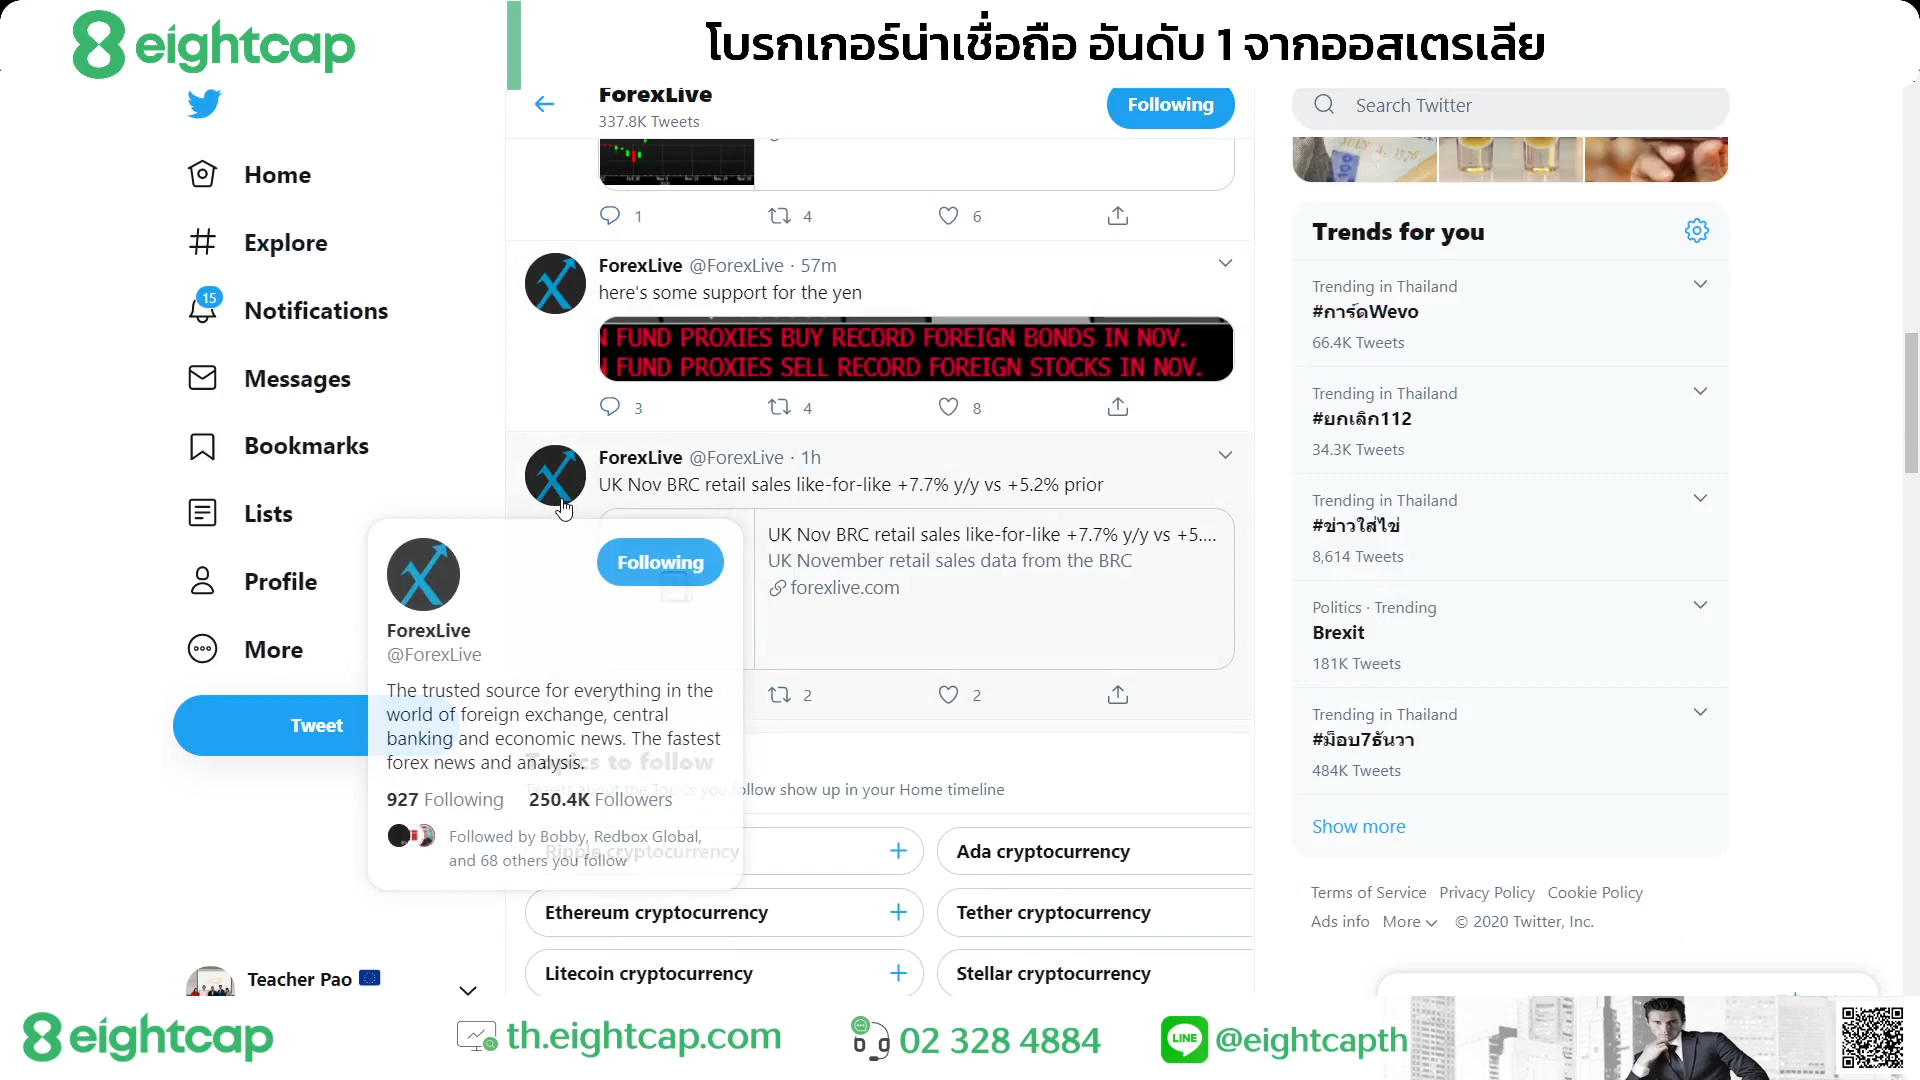 eightcap
โบรกเกอร์น่าเชื่อถือ อันดับ 1 จากออสเตรเลีย
ForexLive
337.8K Tweets
Following
Search Twitter
Home
Explore
15
Notifications
Messages
Bookmarks
Lists
Profile
More
Tweet
1
4
6
ForexLive @ForexLive · 57m
here's some support for the yen
FUND PROXIES BUY RECORD FOREIGN BONDS IN NOV.
FUND PROXIES SELL RECORD FOREIGN STOCKS IN NOV.
3
4
8
ForexLive @ForexLive · 1h
UK Nov BRC retail sales like-for-like +7.7% y/y vs +5.2% prior
UK Nov BRC retail sales like-for-like +7.7% y/y vs +5....
UK November retail sales data from the BRC
forexlive.com
2
2
Following
ForexLive
@ForexLive
The trusted source for everything in the
world of foreign exchange, central
banking and economic news. The fastest
forex news and analysis.
927 Following 250.4K Followers
Followed by Bobby, Redbox Global,
and 68 others you follow
Topics to follow
Tweets about the Topics you follow show up in your Home timeline
Ripple cryptocurrency
Ada cryptocurrency
Ethereum cryptocurrency
Tether cryptocurrency
Litecoin cryptocurrency
Stellar cryptocurrency
JULY 4, 1776
100
Trends for you
Trending in Thailand
#การ์ดWevo
66.4K Tweets
Trending in Thailand
#ยกเลิก112
34.3K Tweets
Trending in Thailand
#ข่าวใส่ไข่
8,614 Tweets
Politics · Trending
Brexit
181K Tweets
Trending in Thailand
#ม็อบ7ธันวา
484K Tweets
Show more
Terms of Service Privacy Policy Cookie Policy
Ads info More © 2020 Twitter, Inc.
Teacher Pao
eightcap
th.eightcap.com
02 328 4884
LINE
@eightcapth